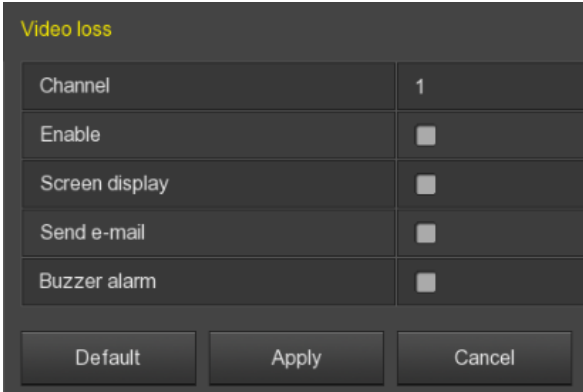 Video loss
Channel 1
Enable
Screen display
Send e-mail
Buzzer alarm
Default Apply Cancel